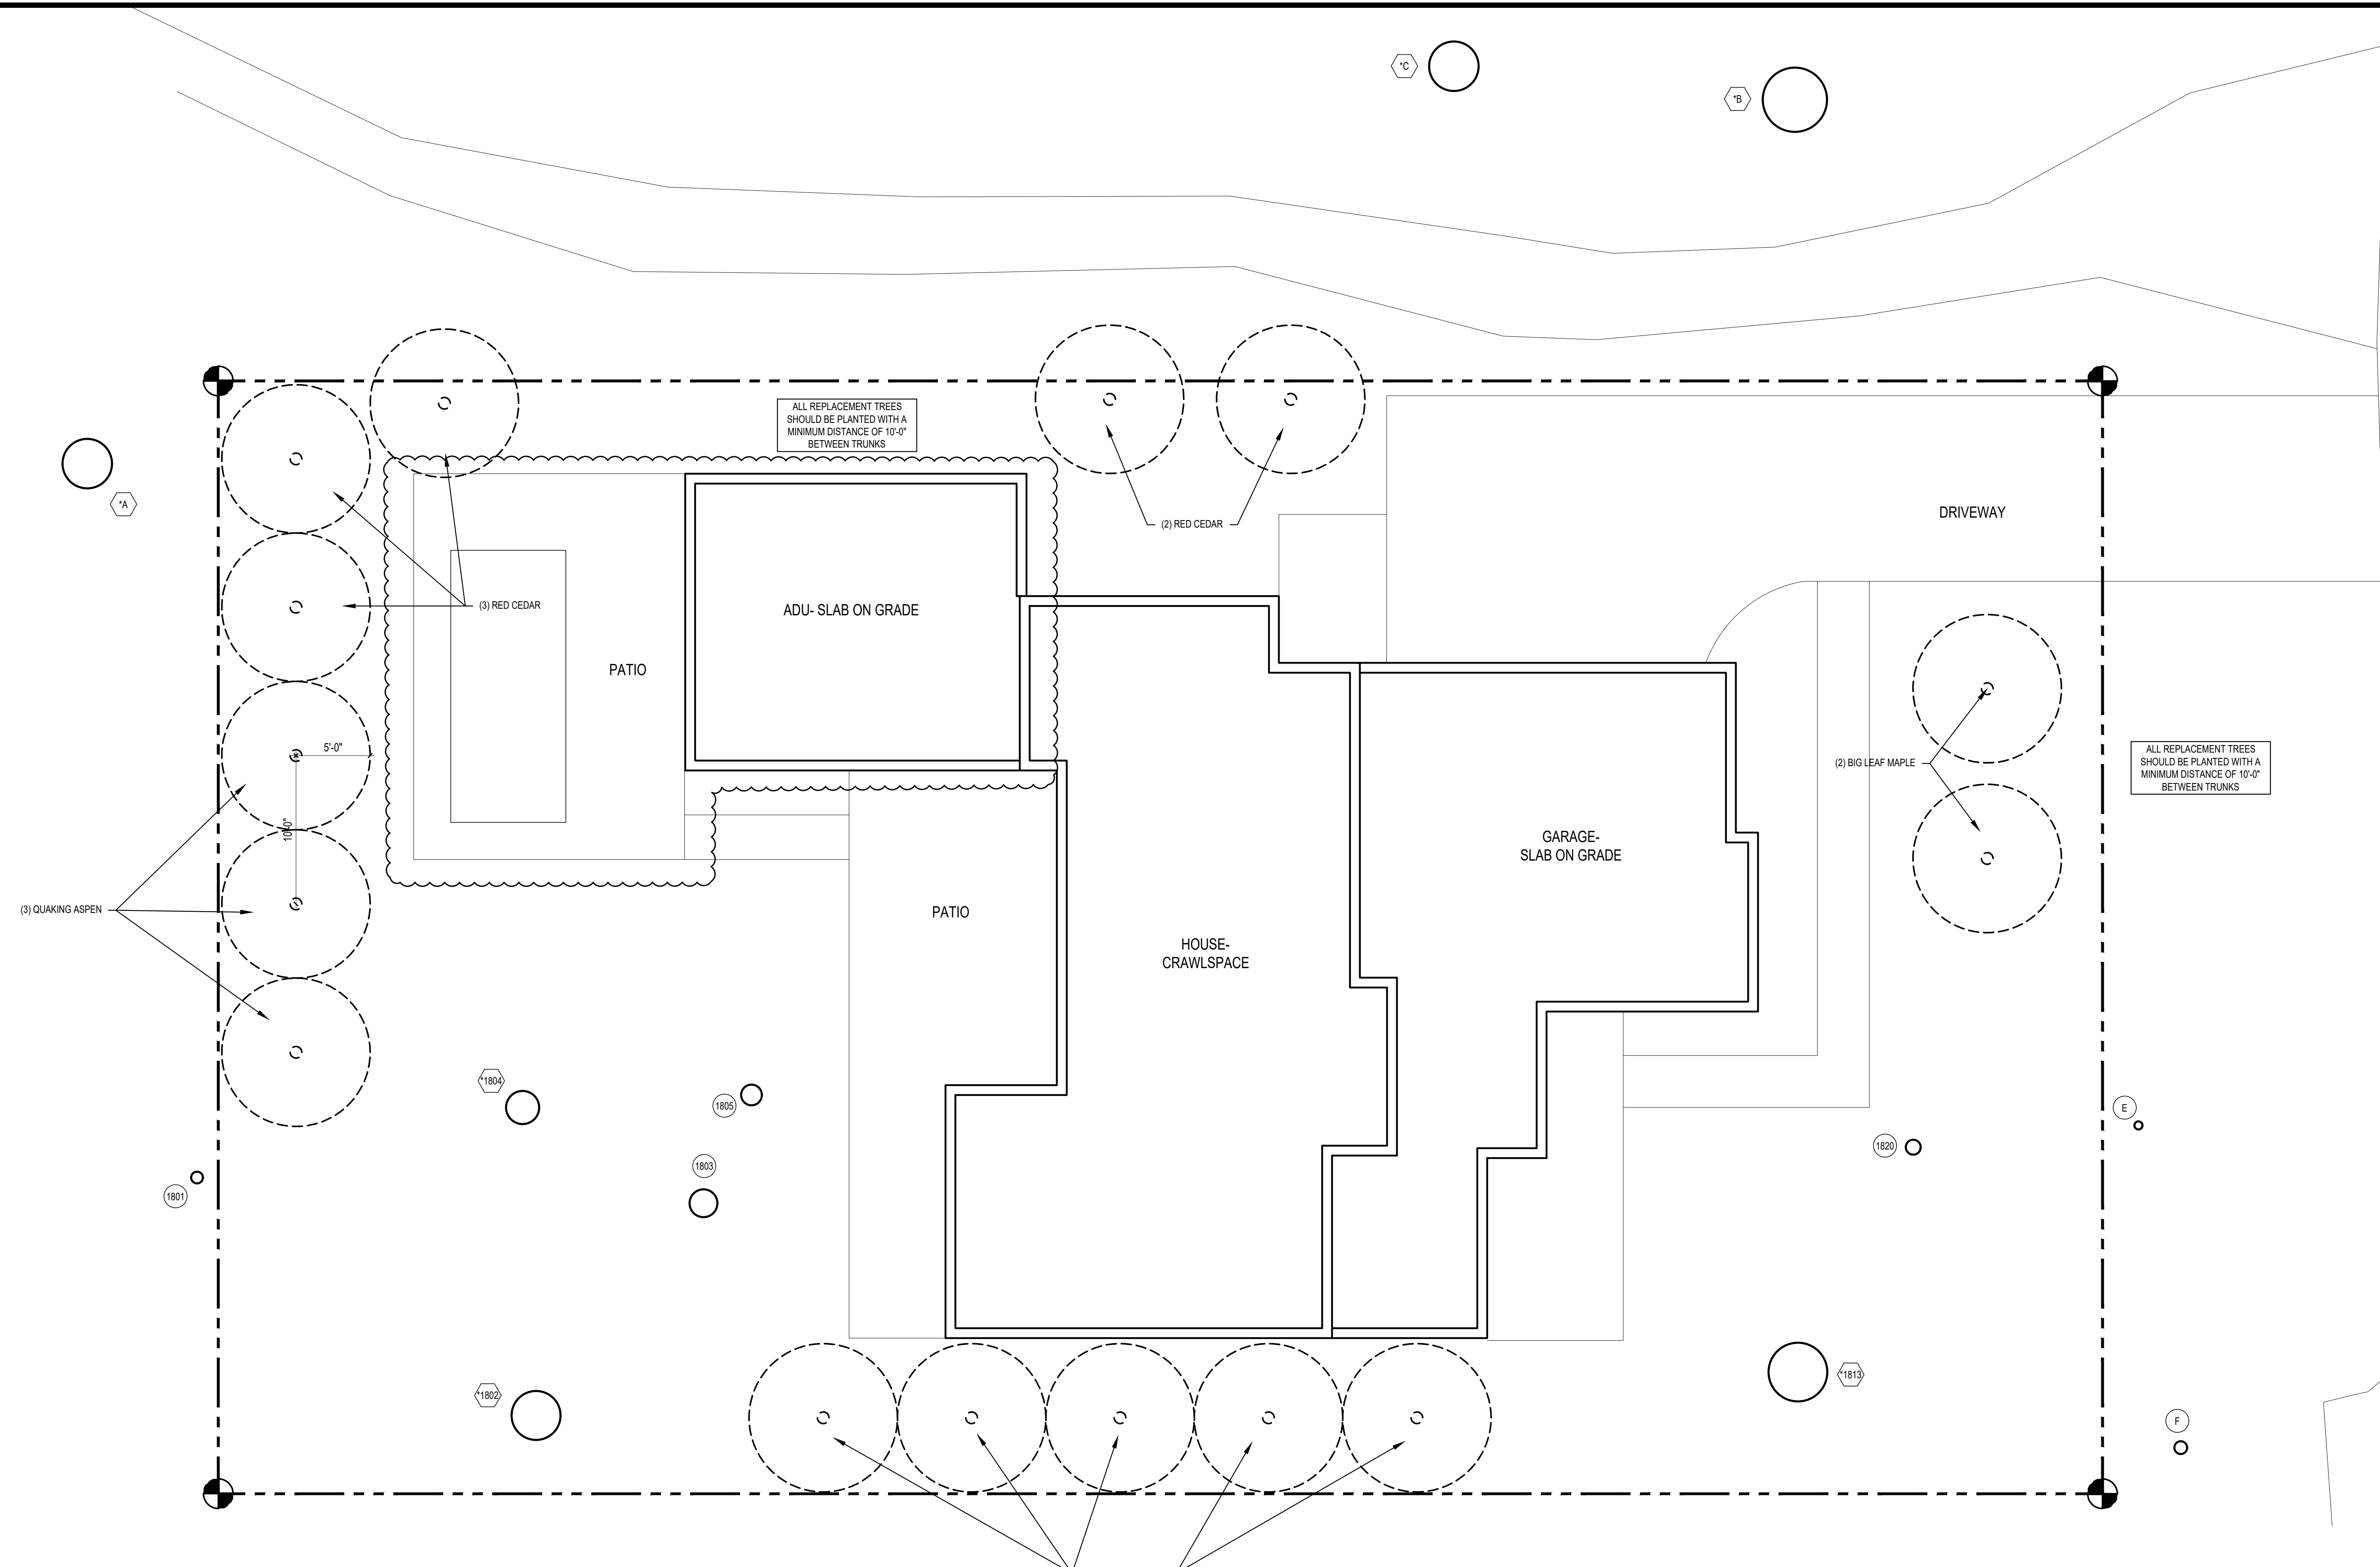 *C
*B
ALL REPLACEMENT TREES
SHOULD BE PLANTED WITH A
MINIMUM DISTANCE OF 10'-0"
BETWEEN TRUNKS
*A
DRIVEWAY
(2) RED CEDAR
(3) RED CEDAR
ADU- SLAB ON GRADE
PATIO
5'-0"
10'-0"
(2) BIG LEAF MAPLE
ALL REPLACEMENT TREES
SHOULD BE PLANTED WITH A
MINIMUM DISTANCE OF 10'-0"
BETWEEN TRUNKS
GARAGE-
SLAB ON GRADE
(3) QUAKING ASPEN
PATIO
HOUSE-
CRAWLSPACE
*1804
1805
E
1803
1820
1801
*1802
*1813
F